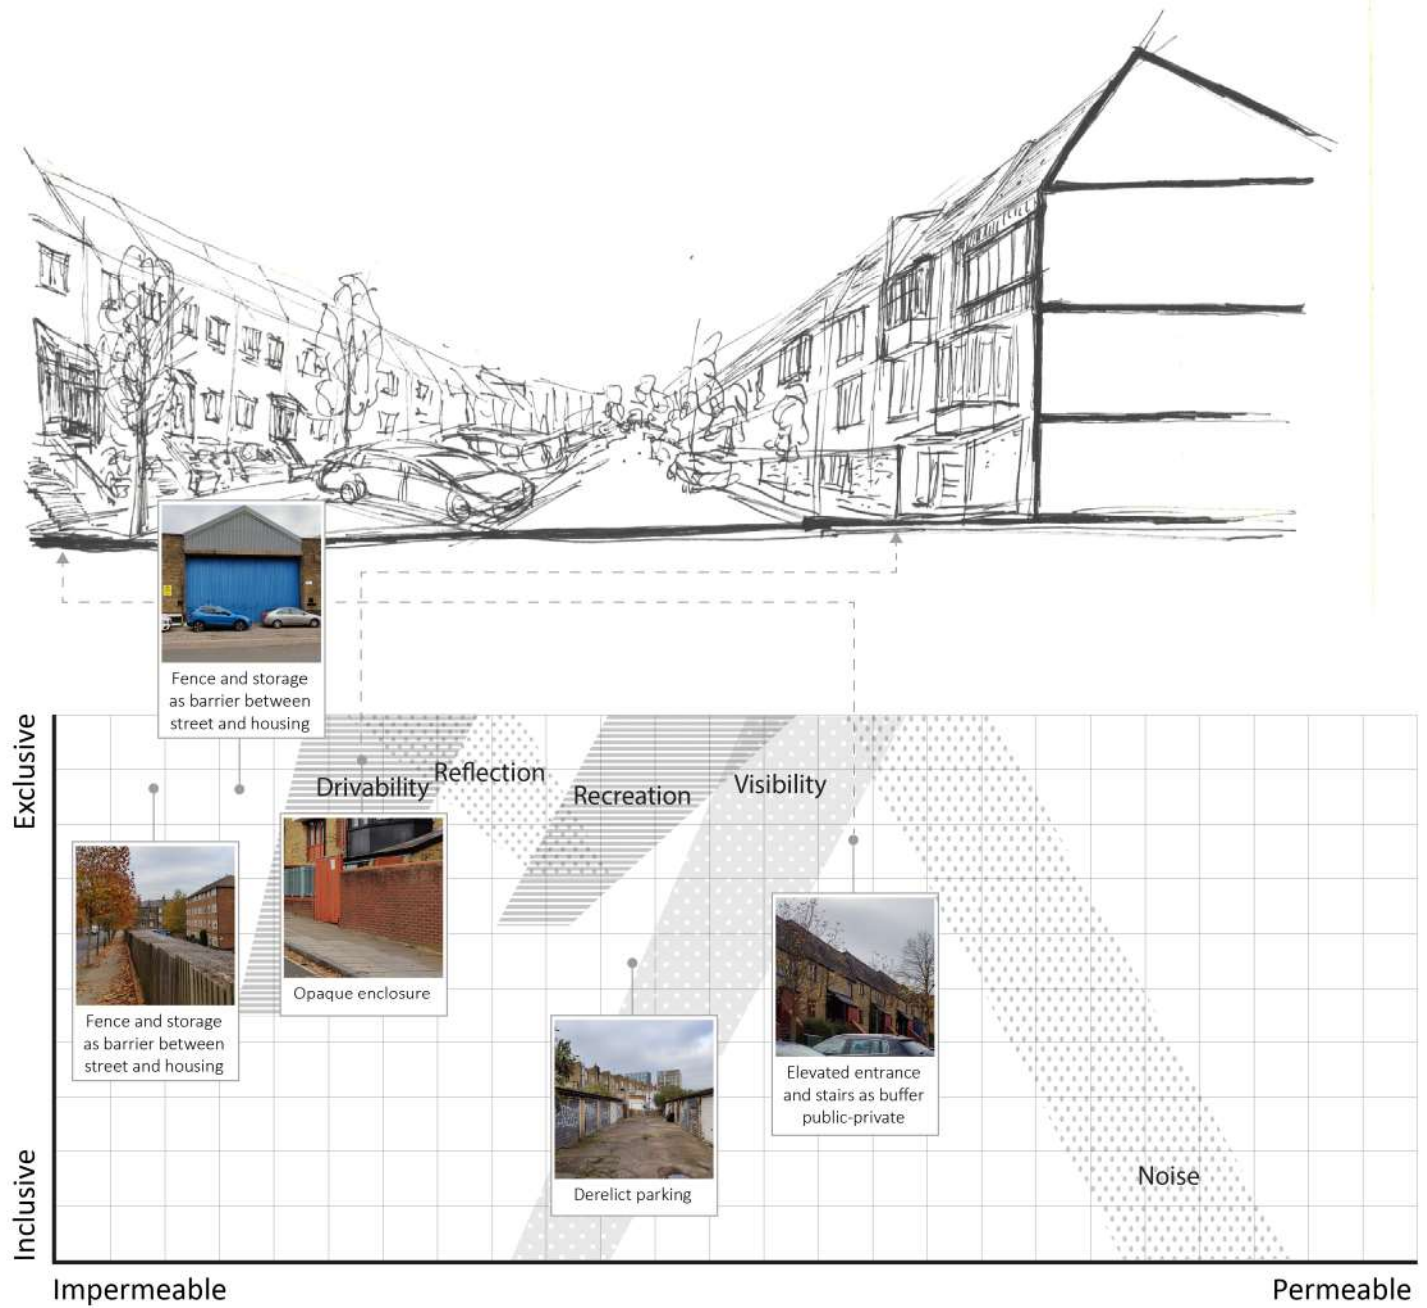 Fence and storage
as barrier between
street and housing
Exclusive
Drivability
Reflection
Recreation
Visibility
Fence and storage
as barrier between
street and housing
Opaque enclosure
Derelict parking
Elevated entrance
and stairs as buffer
public-private
Noise
Inclusive
Impermeable
Permeable